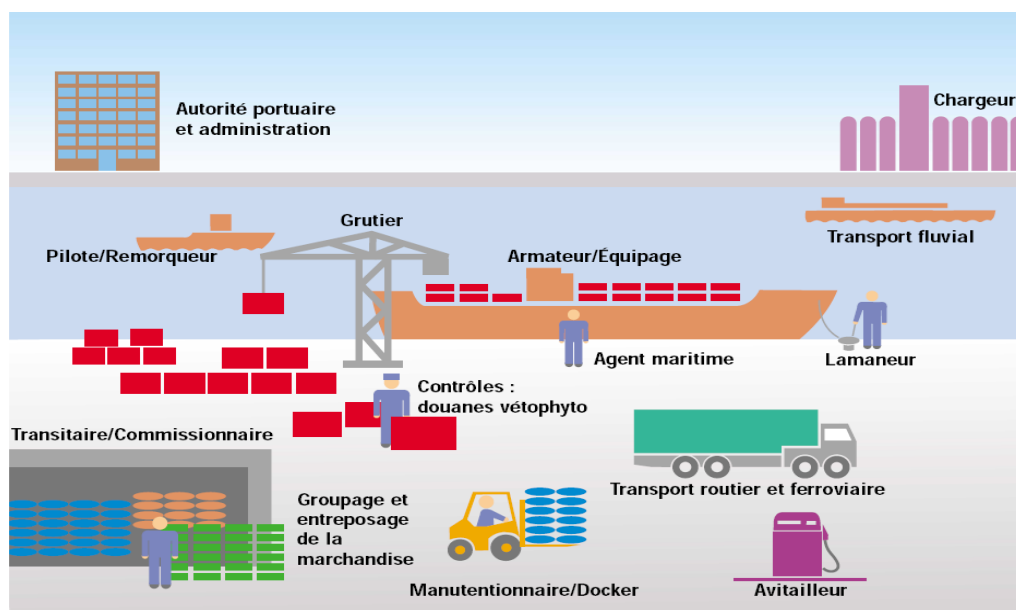 Autorité portuaire
et administration
Chargeur
Grutier
Pilote/Remorqueur
Armateur/Équipage
Transport fluvial
Agent maritime
Lamaneur
Contrôles :
douanes vétophyto
Transitaire/Commissionnaire
Groupage et
entreposage
de la
marchandise
Transport routier et ferroviaire
Manutentionnaire/Docker
Avitailleur